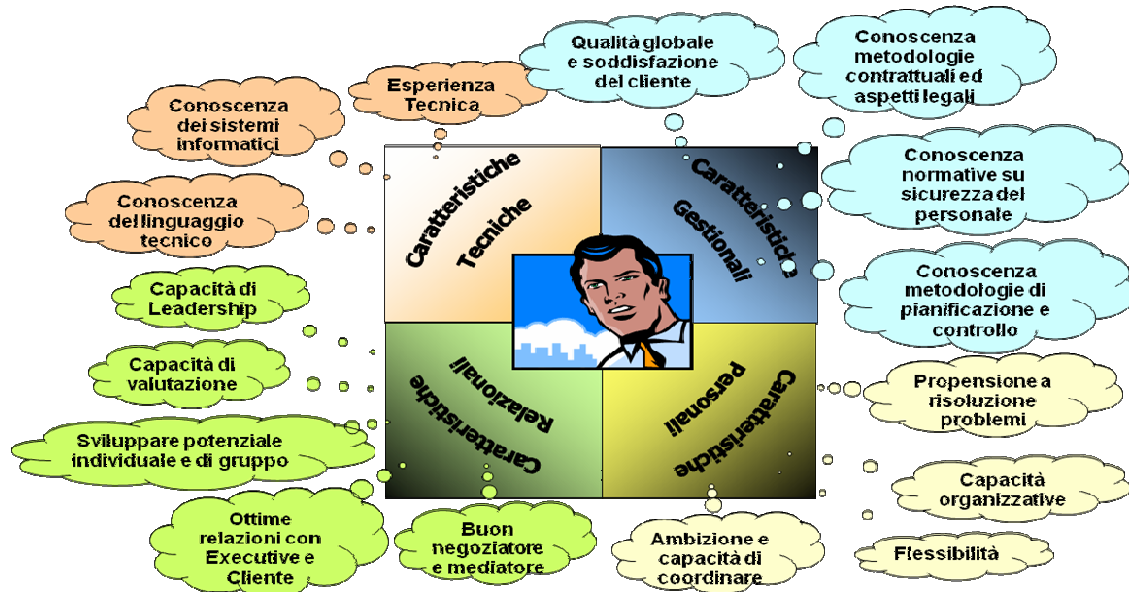 Esperienza
Tecnica
Conoscenza
dei sistemi
informatici
Conoscenza
del linguaggio
tecnico
Qualità globale
e soddisfazione
del cliente
Conoscenza
metodologie
contrattuali ed
aspetti legali
Conoscenza
normative su
sicurezza del
personale
Conoscenza
metodologie di
pianificazione e
controllo
Caratteristiche
Tecniche
Caratteristiche
Gestionali
Caratteristiche
Relazionali
Caratteristiche
Personali
Capacità di
Leadership
Capacità di
valutazione
Sviluppare potenziale
individuale e di gruppo
Ottime
relazioni con
Executive e
Cliente
Buon
negoziatore
e mediatore
Ambizione e
capacità di
coordinare
Propensione a
risoluzione
problemi
Capacità
organizzative
Flessibilità